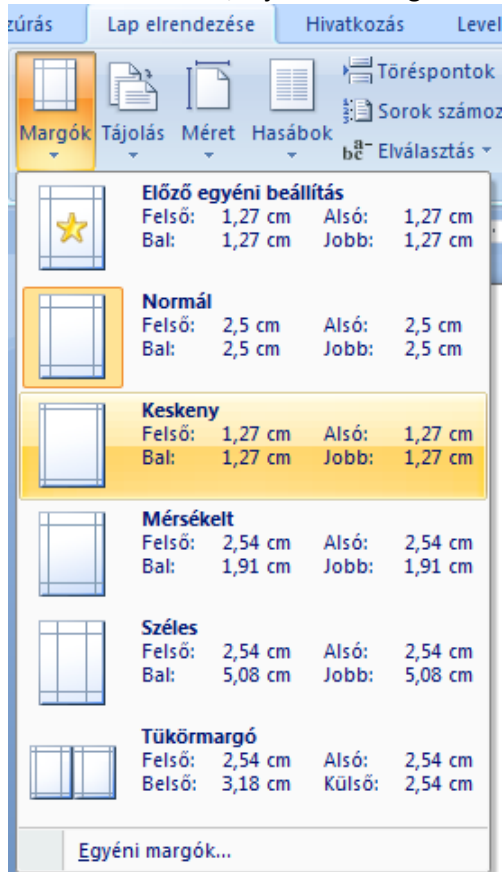 zúrás Lap elrendezése Hivatkozás Level
Töréspontok
Sorok számoz
Margók Tájolás Méret Hasábok
Elválasztás
Előző egyéni beállítás
Felső: 1,27 cm Alsó: 1,27 cm
Bal: 1,27 cm Jobb: 1,27 cm
Normál
Felső: 2,5 cm Alsó: 2,5 cm
Bal: 2,5 cm Jobb: 2,5 cm
Keskeny
Felső: 1,27 cm Alsó: 1,27 cm
Bal: 1,27 cm Jobb: 1,27 cm
Mérsékelt
Felső: 2,54 cm Alsó: 2,54 cm
Bal: 1,91 cm Jobb: 1,91 cm
Széles
Felső: 2,54 cm Alsó: 2,54 cm
Bal: 5,08 cm Jobb: 5,08 cm
Tükörmargó
Felső: 2,54 cm Alsó: 2,54 cm
Belső: 3,18 cm Külső: 2,54 cm
Egyéni margók...